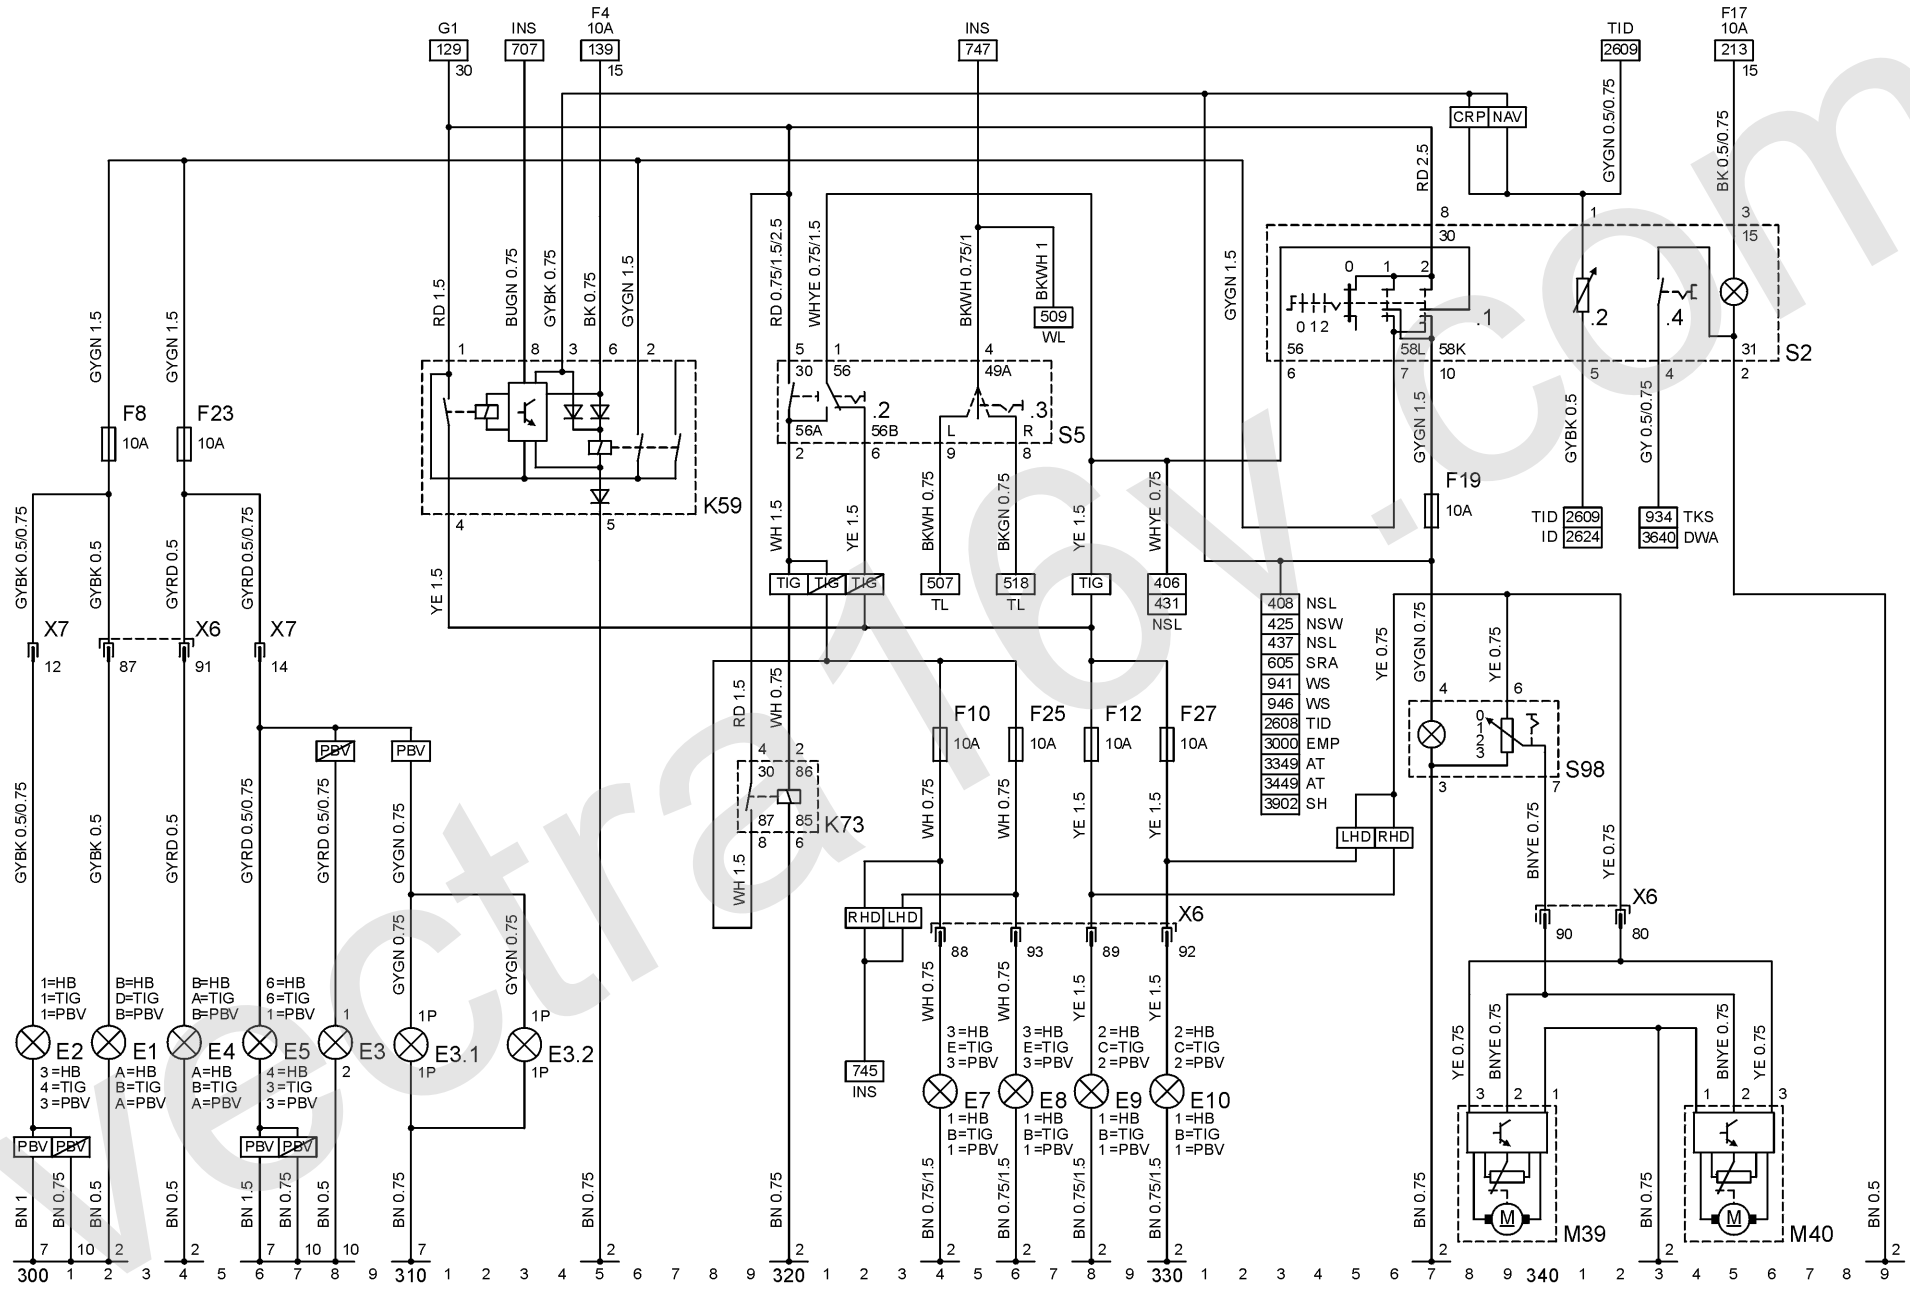 G1
INS
F4
10A
INS
TID
F17
10A
129
707
139
747
2609
213
30
15
15
CRP NAV
RD 2.5
GYGN 0.5/0.75
BK 0.5/0.75
GYGN 1.5
GYGN 1.5
RD 1.5
BUGN 0.75
GYBK 0.75
BK 0.75
GYGN 1.5
RD 0.75/1.5/2.5
WHYE 0.75/1.5
BKWH 0.75/1
BKWH 1
509
WL
GYGN 1.5
8
1
3
30
15
0
1
2
0 1 2
.1
.2
.4
56
58L
58K
31
S2
6
7
10
5
4
2
1
8
3
6
2
K59
4
5
5
1
4
30
56
49A
.2
.3
56A
56B
L
R
S5
2
6
9
8
F8
10A
F23
10A
GYBK 0.5/0.75
GYBK 0.5
GYRD 0.5
GYRD 0.5/0.75
YE 1.5
WH 1.5
YE 1.5
BKWH 0.75
BKGN 0.75
YE 1.5
WHYE 0.75
GYGN 1.5
F19
10A
GYBK 0.5
GY 0.5/0.75
TID 2609
ID 2624
934 TKS
3640 DWA
TIG
TIG
TIG
507
TL
518
TL
TIG
406
431
NSL
408 NSL
425 NSW
437 NSL
605 SRA
941 WS
946 WS
2608 TID
3000 EMP
3349 AT
3449 AT
3902 SH
X7
12
X6
87
91
X7
14
PBV
PBV
RD 1.5
WH 0.75
4
2
30
86
87
85
K73
8
6
WH 1.5
F10
10A
F25
10A
F12
10A
F27
10A
WH 0.75
WH 0.75
YE 1.5
YE 1.5
YE 0.75
GYGN 0.75
YE 0.75
4
6
0
1
2
3
S98
3
7
LHD RHD
BNYE 0.75
YE 0.75
GYBK 0.5/0.75
GYBK 0.5
GYRD 0.5
GYRD 0.5/0.75
GYRD 0.5/0.75
GYGN 0.75
GYGN 0.75
GYGN 0.75
RHD LHD
X6
88
93
89
92
X6
90
80
WH 0.75
WH 0.75
YE 1.5
YE 1.5
1=HB
1=TIG
1=PBV
B=HB
D=TIG
B=PBV
B=HB
A=TIG
B=PBV
6=HB
6=TIG
1=PBV
1
1P
1P
E2
E1
E4
E5
E3
E3.1
E3.2
3=HB
4=TIG
3=PBV
A=HB
B=TIG
A=PBV
A=HB
B=TIG
A=PBV
4=HB
3=TIG
3=PBV
2
1P
1P
745
INS
3=HB
E=TIG
3=PBV
3=HB
E=TIG
3=PBV
2=HB
C=TIG
2=PBV
2=HB
C=TIG
2=PBV
E7
E8
E9
E10
1=HB
B=TIG
1=PBV
1=HB
B=TIG
1=PBV
1=HB
B=TIG
1=PBV
1=HB
B=TIG
1=PBV
YE 0.75
BNYE 0.75
BNYE 0.75
YE 0.75
3
2
1
1
2
3
M
M39
M
M40
PBV PBV
PBV PBV
BN 1
BN 0.75
BN 0.5
BN 0.5
BN 1.5
BN 0.75
BN 0.5
BN 0.75
BN 0.75
BN 0.75
BN 0.75/1.5
BN 0.75/1.5
BN 0.75/1.5
BN 0.75/1.5
BN 0.75
BN 0.75
BN 0.5
7 10 2 2 7 10 10 7 2 2 2 2 2 2 2 2 2
300 1 2 3 4 5 6 7 8 9 310 1 2 3 4 5 6 7 8 9 320 1 2 3 4 5 6 7 8 9 330 1 2 3 4 5 6 7 8 9 340 1 2 3 4 5 6 7 8 9
vectra16v.com